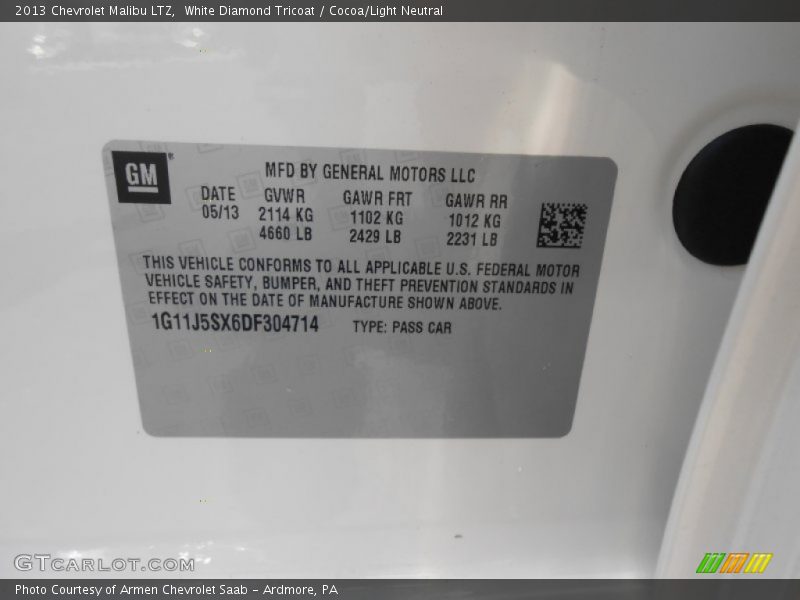 2013 Chevrolet Malibu LTZ, White Diamond Tricoat / Cocoa/Light Neutral
GM
MFD BY GENERAL MOTORS LLC
DATE GVWR GAWR FRT GAWR RR
05/13 2114 KG 1102 KG 1012 KG
4660 LB 2429 LB 2231 LB
THIS VEHICLE CONFORMS TO ALL APPLICABLE U.S. FEDERAL MOTOR
VEHICLE SAFETY, BUMPER, AND THEFT PREVENTION STANDARDS IN
EFFECT ON THE DATE OF MANUFACTURE SHOWN ABOVE.
1G11J5SX6DF304714 TYPE: PASS CAR
GTCARLOT.COM
Photo Courtesy of Armen Chevrolet Saab - Ardmore, PA